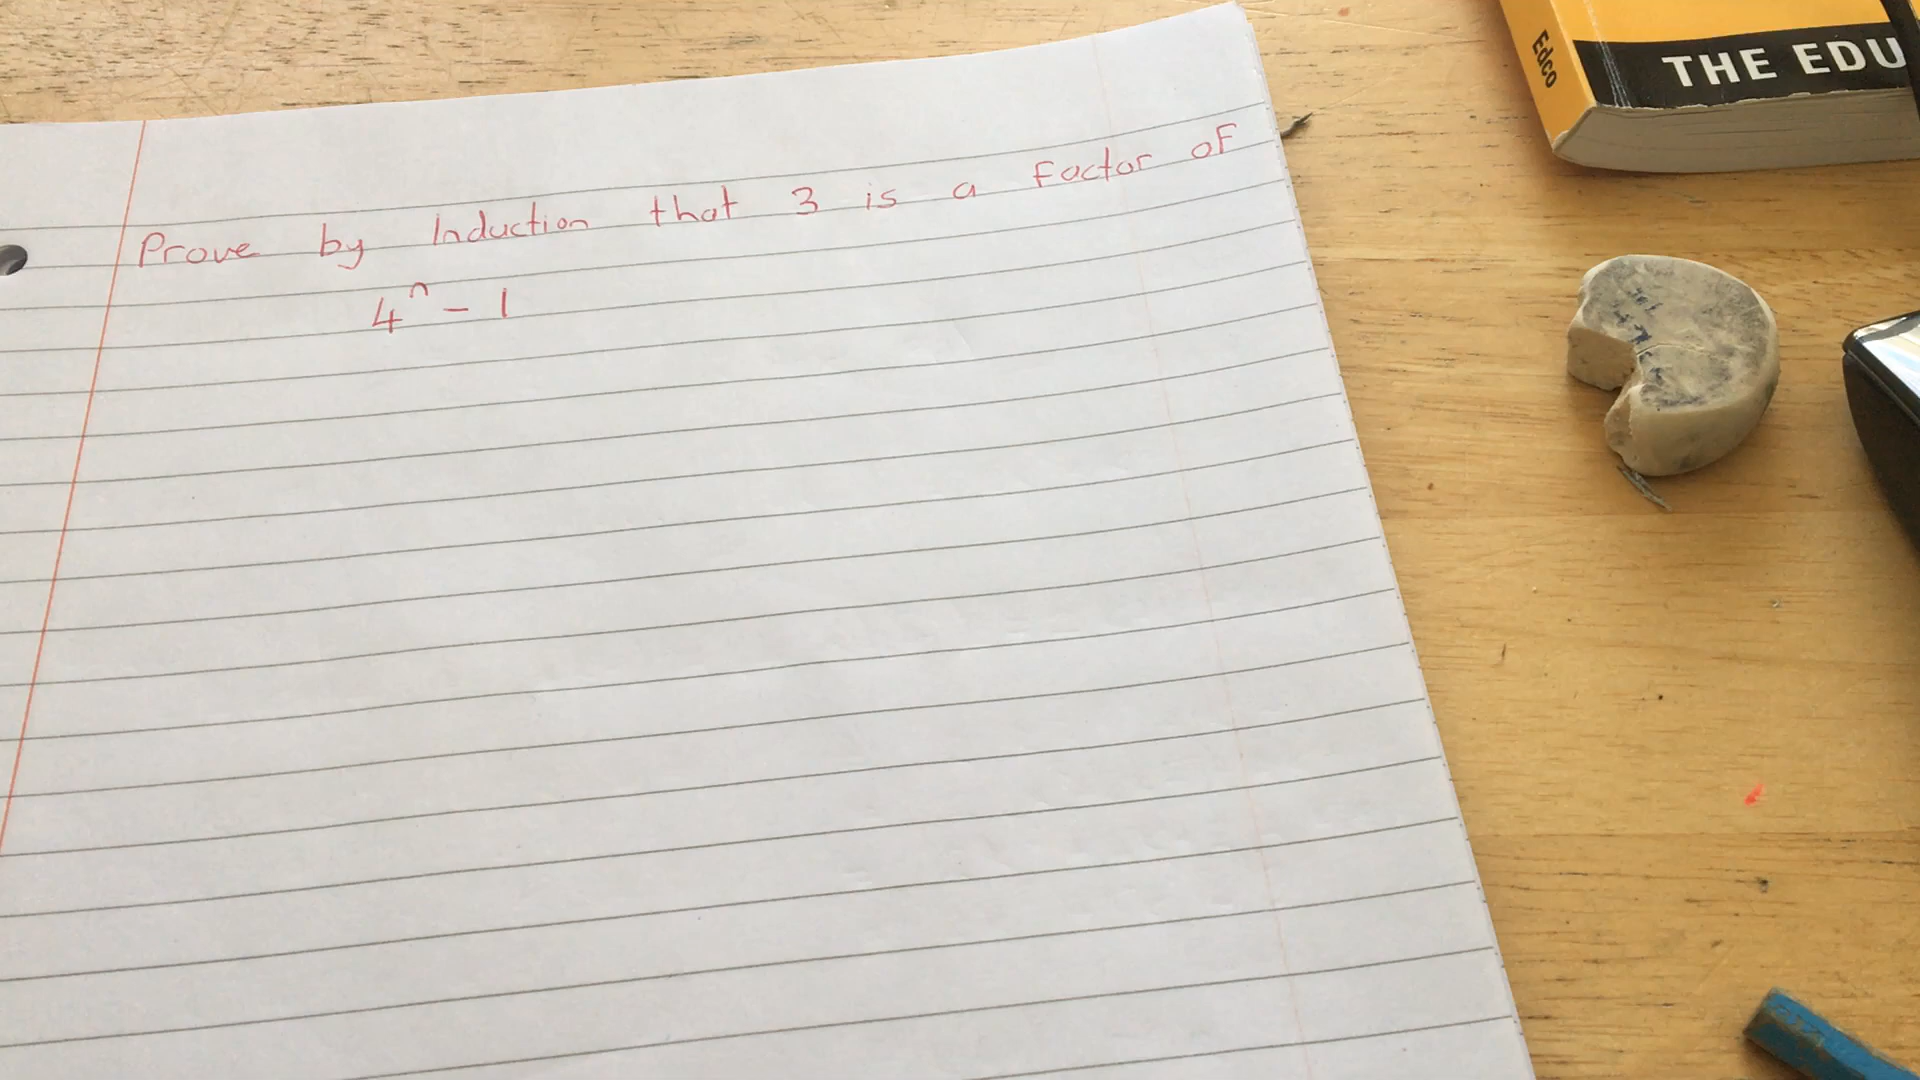 Prove by Induction that 3 is a factor of
4ⁿ - 1
Edco
THE EDU